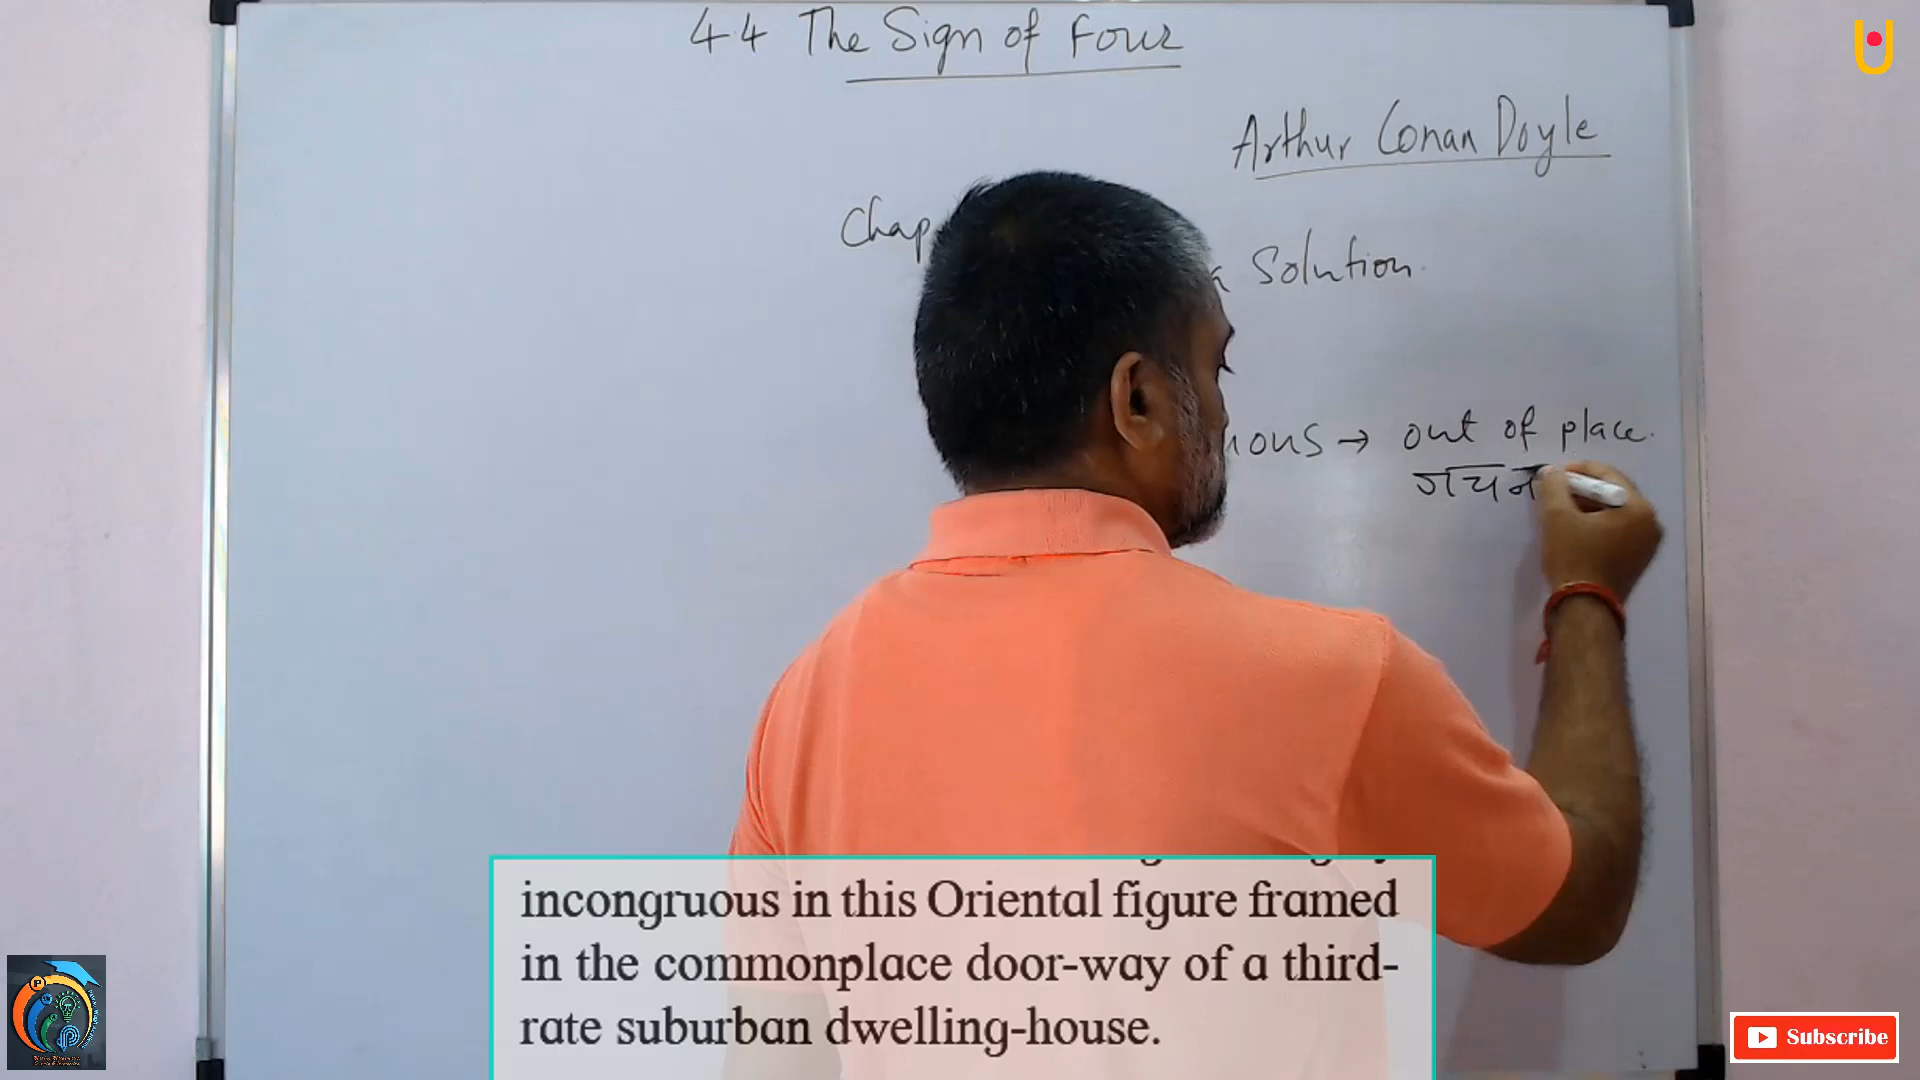 44 The Sign of Four
Arthur Conan Doyle
Chap
a Solution.
nous → out of place.
incongruous in this Oriental figure framed
in the commonplace door-way of a third-
rate suburban dwelling-house.
Subscribe